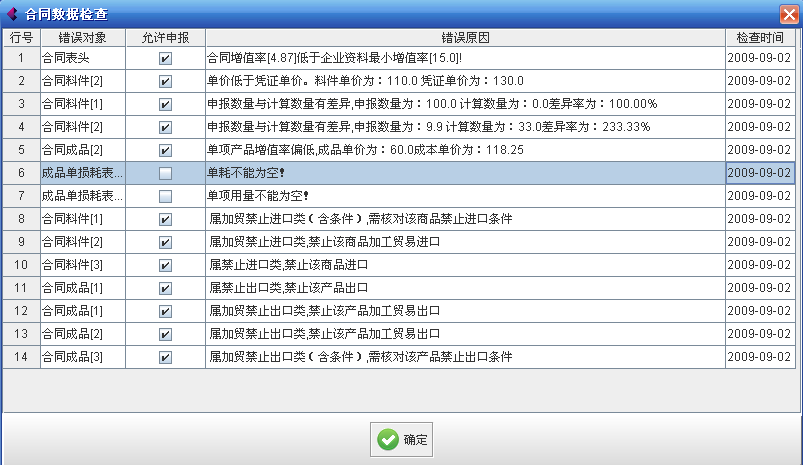 合同数据检查
行号 错误对象 允许申报 错误原因 检查时间
1 合同表头 合同增值率[4.87]低于企业资料最小增值率[15.0]! 2009-09-02
2 合同料件[2] 单价低于凭证单价。料件单价为：110.0 凭证单价为：130.0 2009-09-02
3 合同料件[1] 申报数量与计算数量有差异,申报数量为：100.0 计算数量为：0.0差异率为：100.00% 2009-09-02
4 合同料件[2] 申报数量与计算数量有差异,申报数量为：9.9 计算数量为：33.0差异率为：233.33% 2009-09-02
5 合同成品[2] 单项产品增值率偏低,成品单价为：60.0成本单价为：118.25 2009-09-02
6 成品单损耗表... 单耗不能为空！ 2009-09-02
7 成品单损耗表... 单项用量不能为空！ 2009-09-02
8 合同料件[1] 属加贸禁止进口类（含条件）,需核对该商品禁止进口条件 2009-09-02
9 合同料件[2] 属加贸禁止进口类,禁止该商品加工贸易进口 2009-09-02
10 合同料件[3] 属禁止进口类,禁止该商品进口 2009-09-02
11 合同成品[1] 属禁止出口类,禁止该产品出口 2009-09-02
12 合同成品[1] 属加贸禁止出口类,禁止该产品加工贸易出口 2009-09-02
13 合同成品[2] 属加贸禁止出口类,禁止该产品加工贸易出口 2009-09-02
14 合同成品[3] 属加贸禁止出口类（含条件）,需核对该产品禁止出口条件 2009-09-02
确定